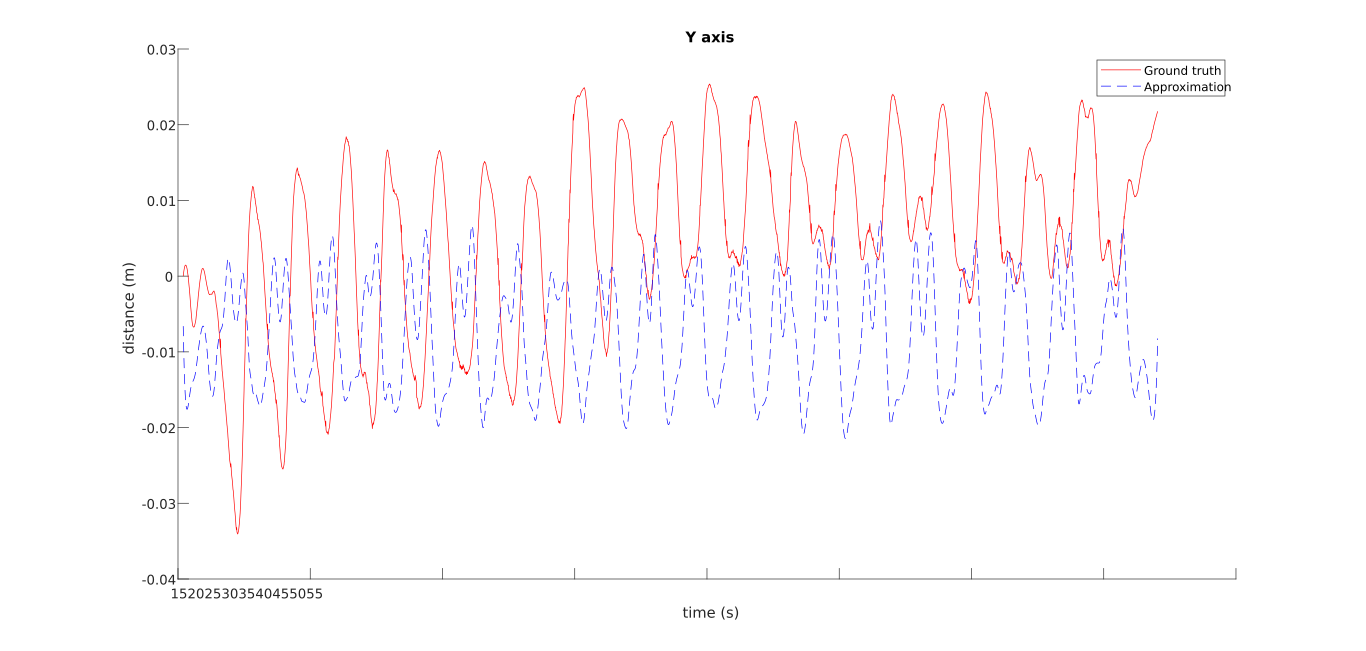 Y axis
Ground truth
Approximation
0.03
0.02
0.01
0
-0.01
-0.02
-0.03
-0.04
distance (m)
152025303540455055
time (s)